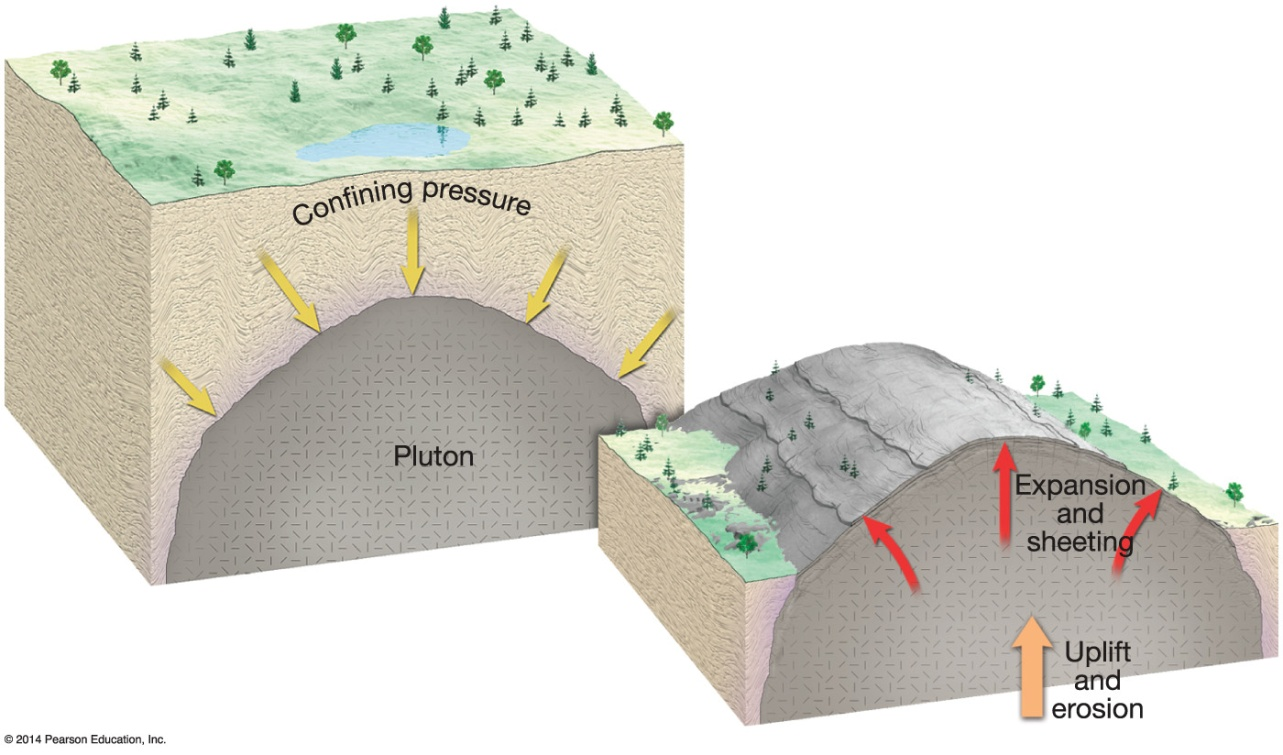 Confining pressure
Pluton
Expansion
and
sheeting
Uplift
and
erosion
© 2014 Pearson Education, Inc.